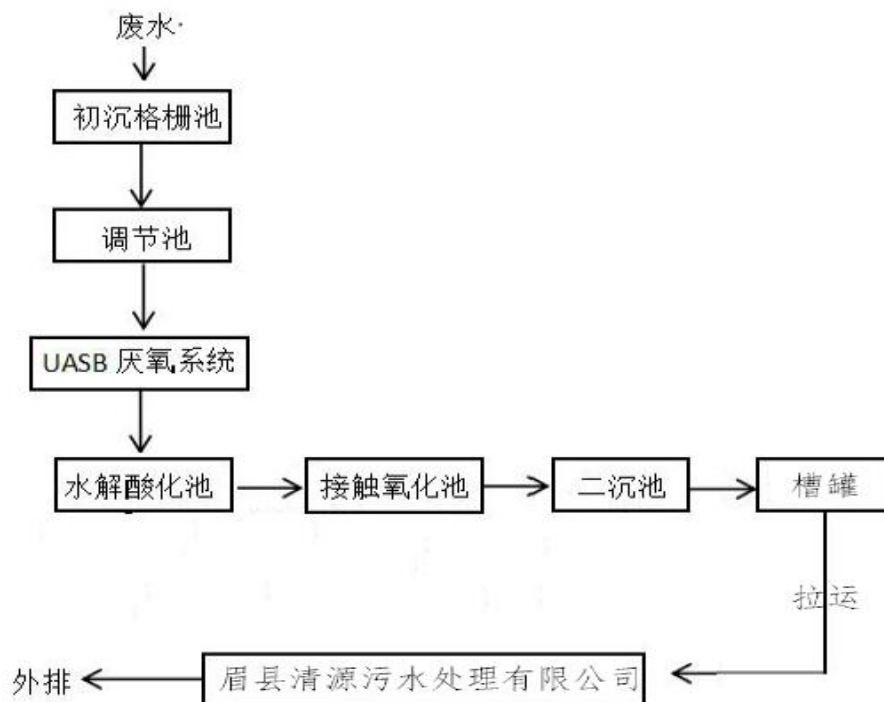 废水·
初沉格栅池
调节池
UASB 厌氧系统
水解酸化池
接触氧化池
二沉池
槽罐
拉运
眉县清源污水处理有限公司
外排